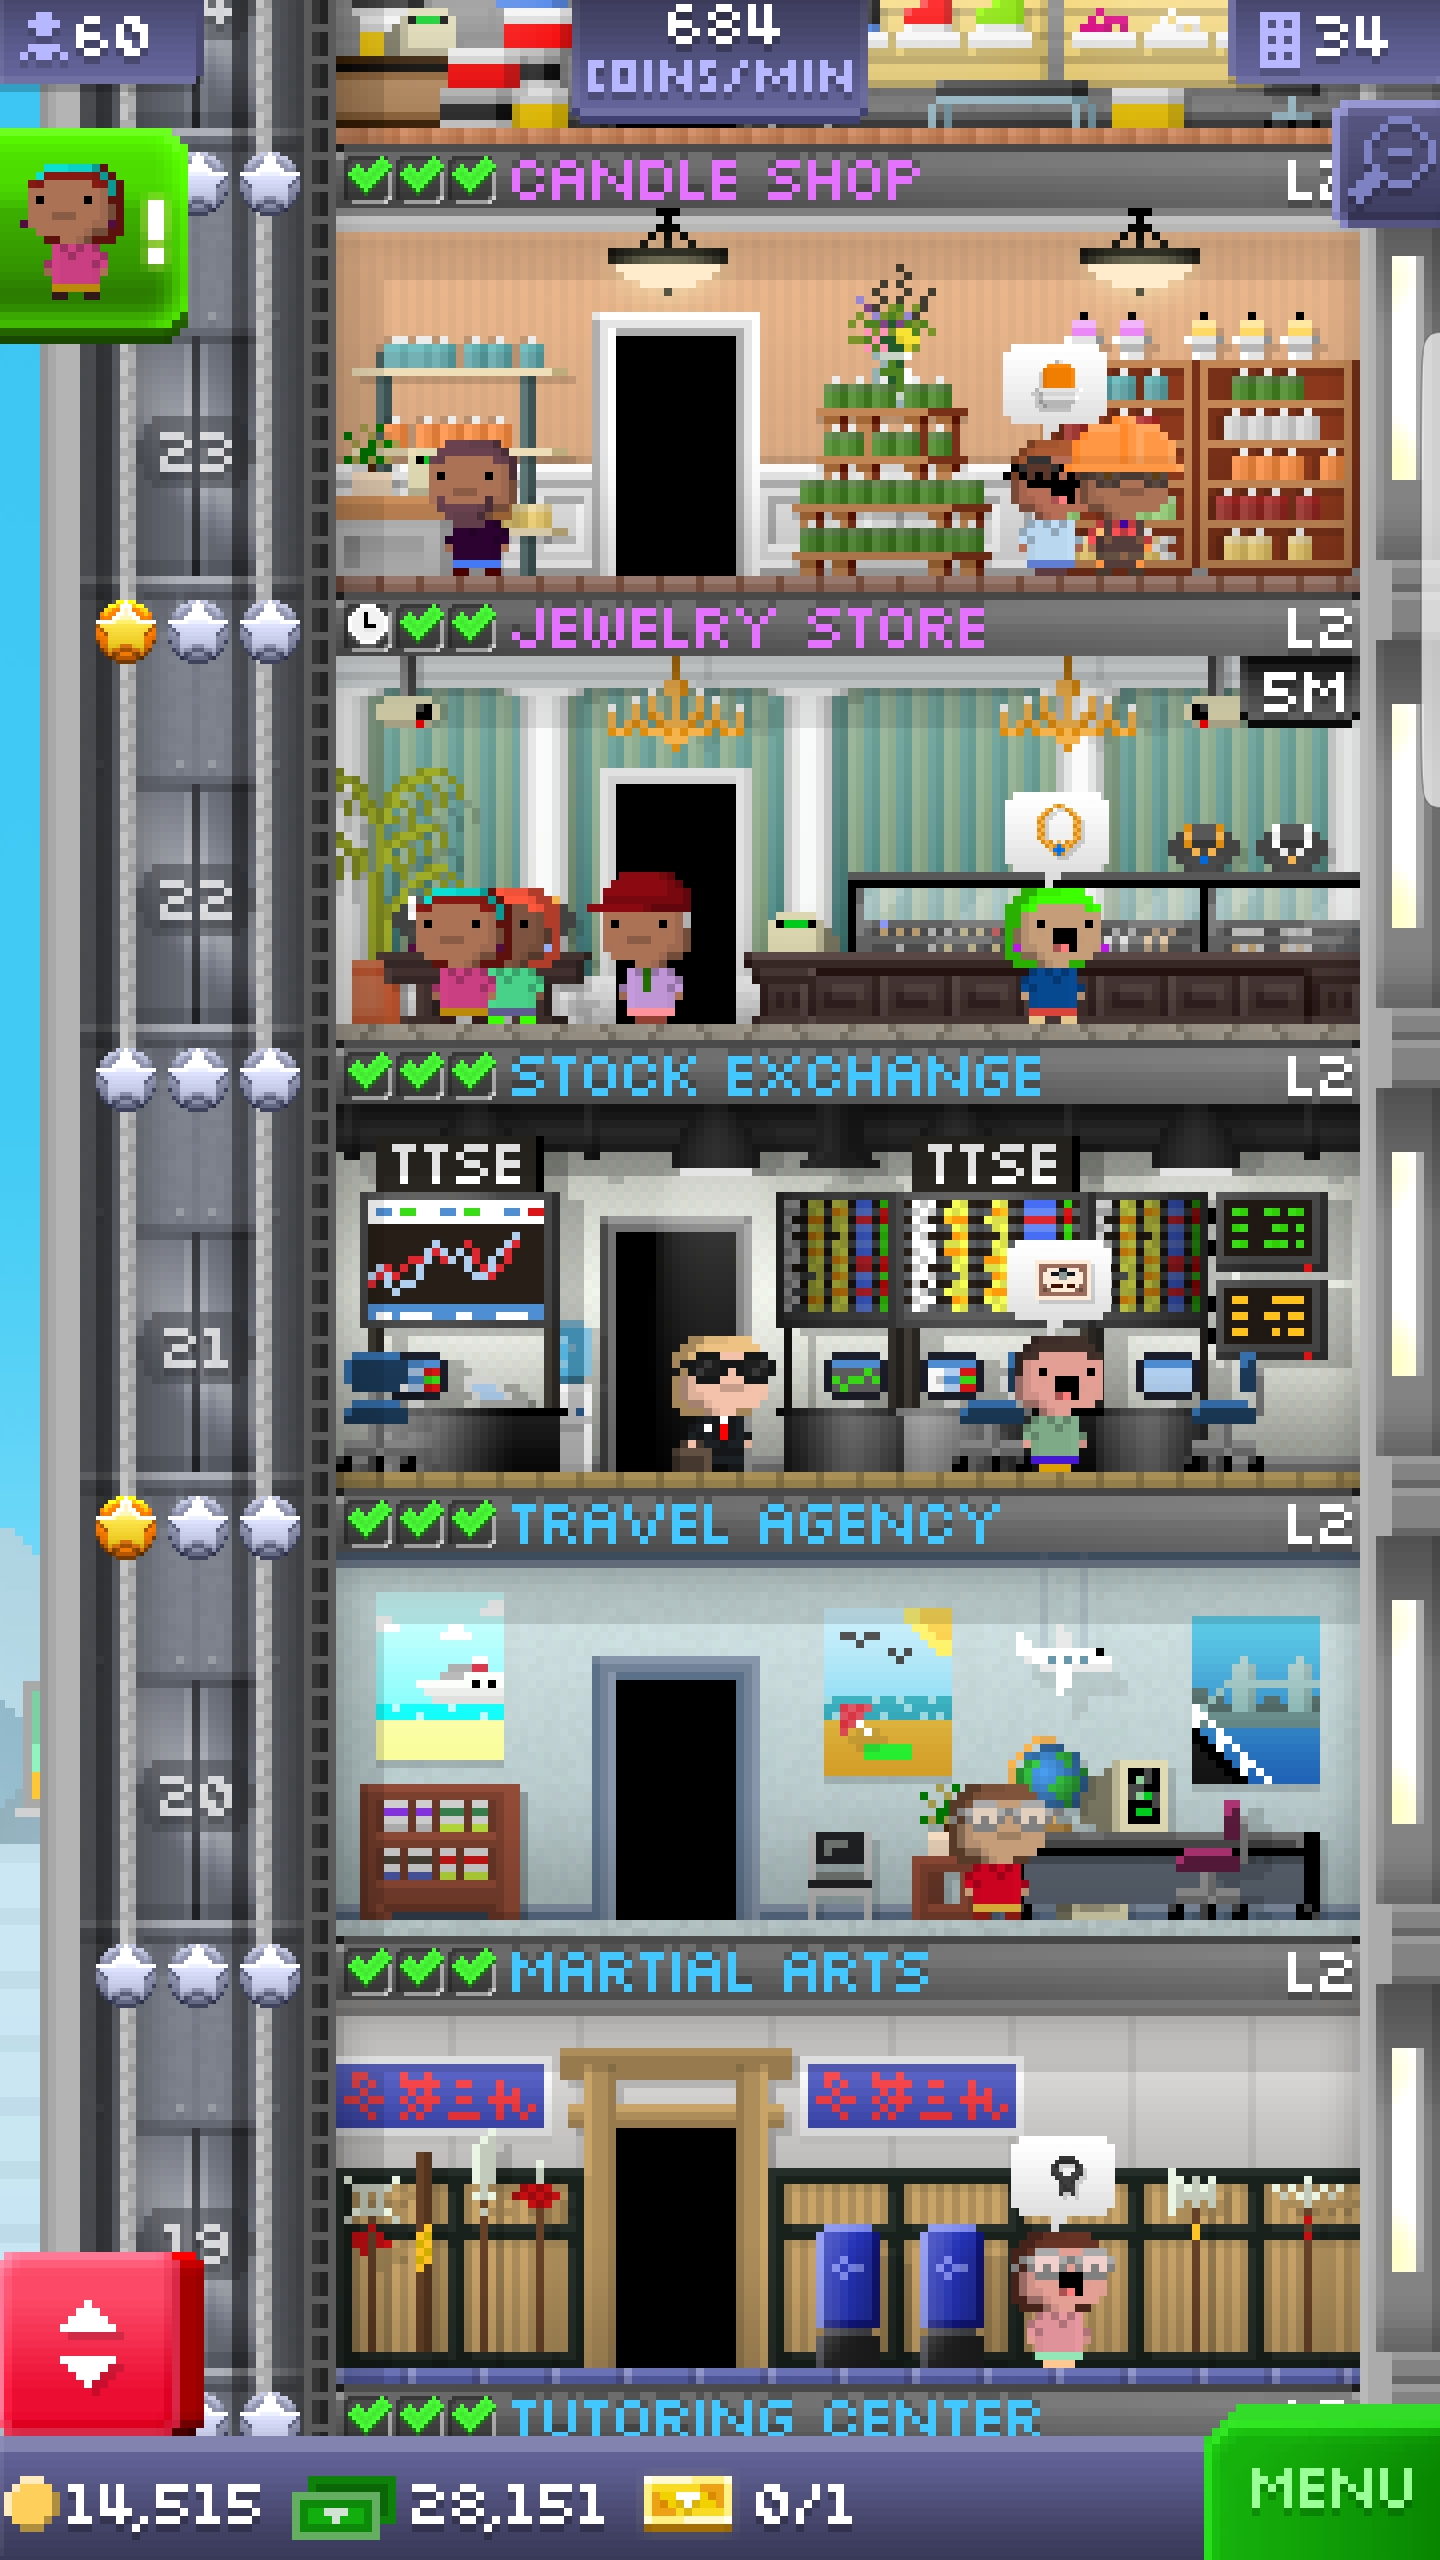 60
684
COINS/MIN
34
!
CANDLE SHOP
23
JEWELRY STORE L2
5M
22
STOCK EXCHANGE L2
TTSE TTSE
21
TRAVEL AGENCY L2
20
MARTIAL ARTS L2
19
TUTORING CENTER
14,515 28,151 0/1
MENU